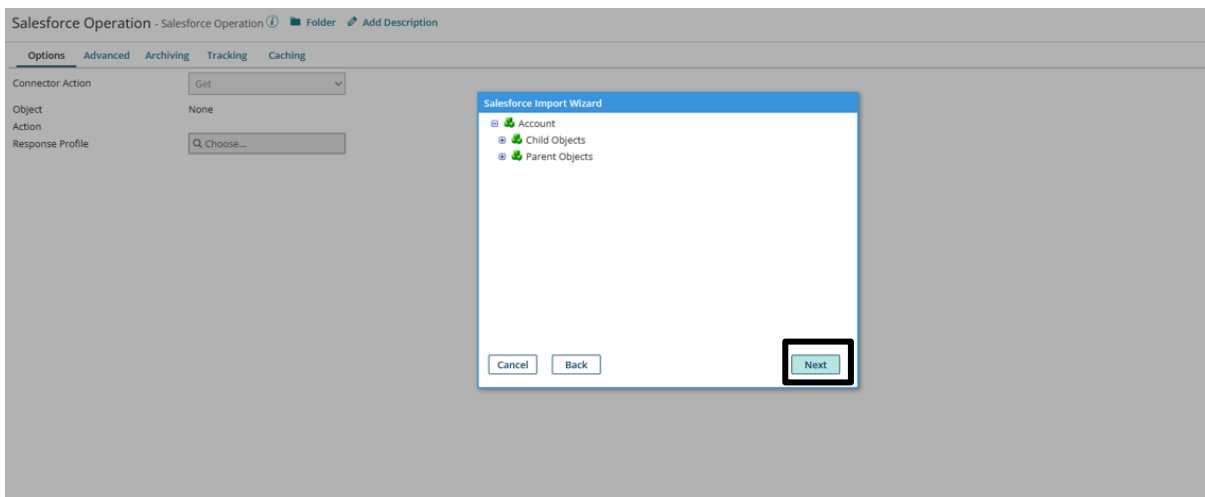 Salesforce Operation - Salesforce Operation i Folder Add Description
Options Advanced Archiving Tracking Caching
Connector Action Get
Object None
Action
Response Profile Choose...
Salesforce Import Wizard
Account
Child Objects
Parent Objects
Cancel Back Next